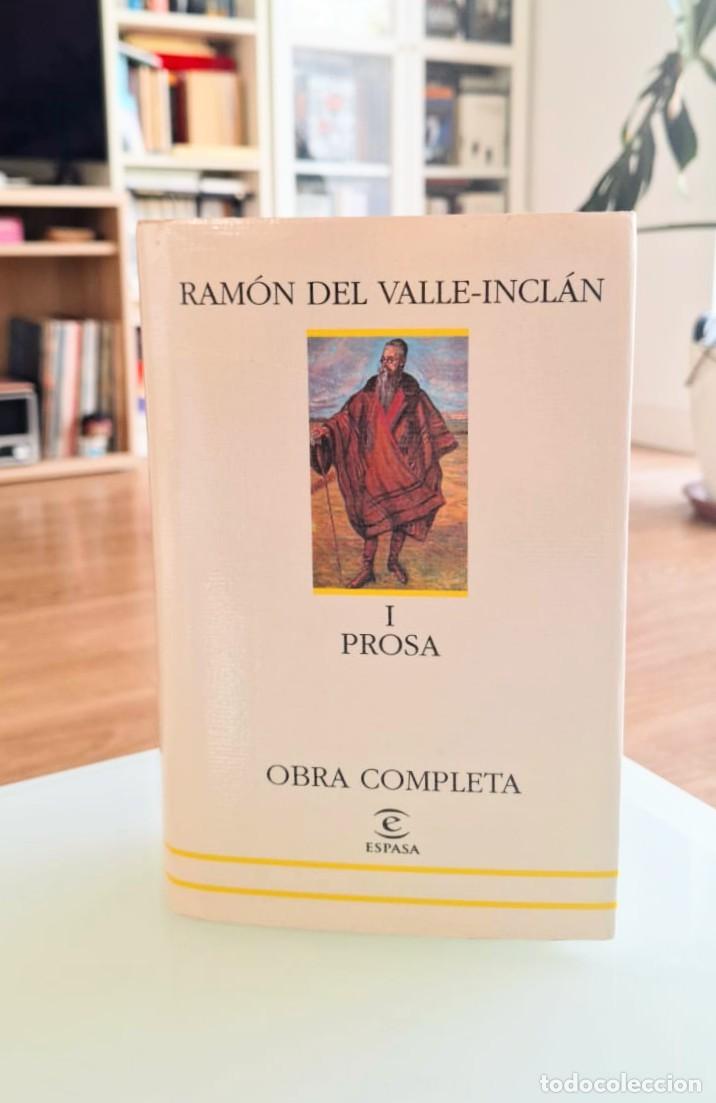 RAMÓN DEL VALLE-INCLÁN
I
PROSA
OBRA COMPLETA
e
ESPASA
todocoleccion